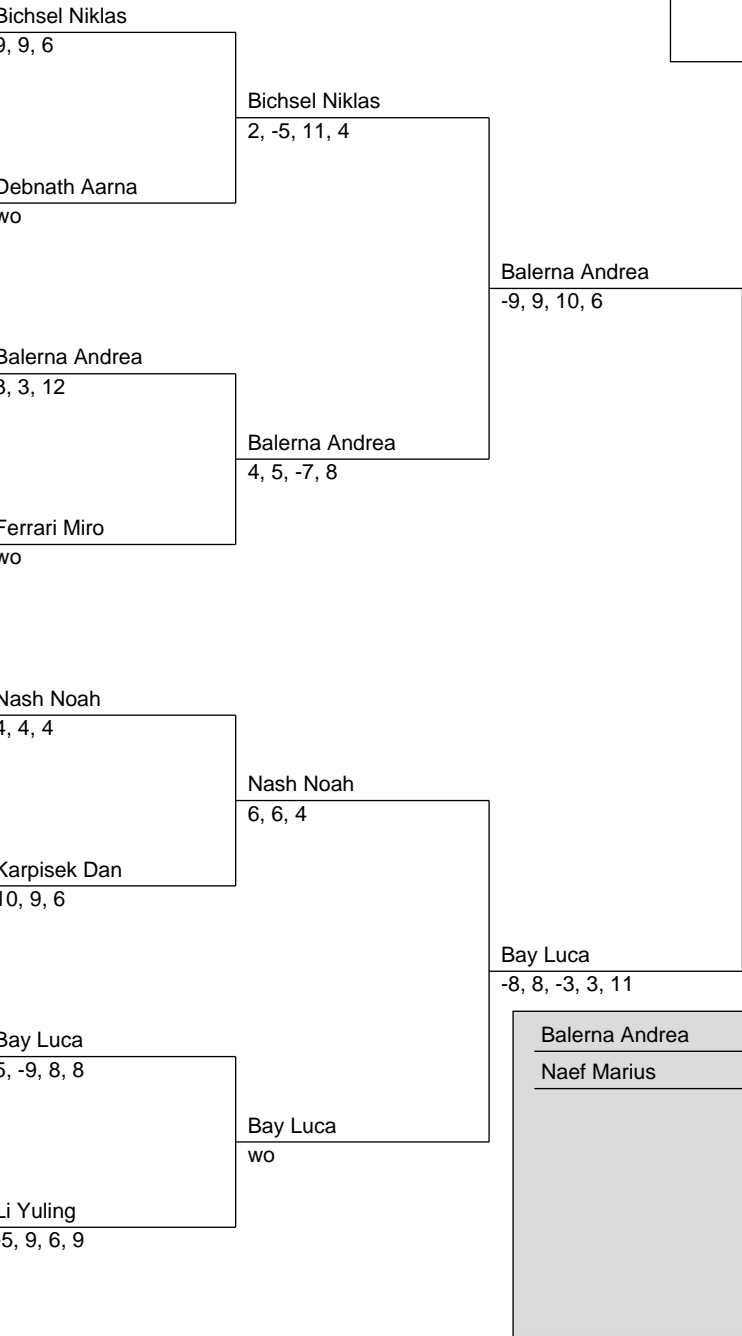 Bichsel Niklas
9, 9, 6
Bichsel Niklas
2, -5, 11, 4
Debnath Aarna
wo
Balerna Andrea
-9, 9, 10, 6
Balerna Andrea
3, 12
Balerna Andrea
4, 5, -7, 8
Ferrari Miro
wo
Nash Noah
4, 4, 4
Nash Noah
6, 6, 4
Karpisek Dan
10, 9, 6
Bay Luca
-8, 8, -3, 3, 11
Bay Luca
5, -9, 8, 8
Balerna Andrea
Naef Marius
Bay Luca
wo
Li Yuling
-5, 9, 6, 9